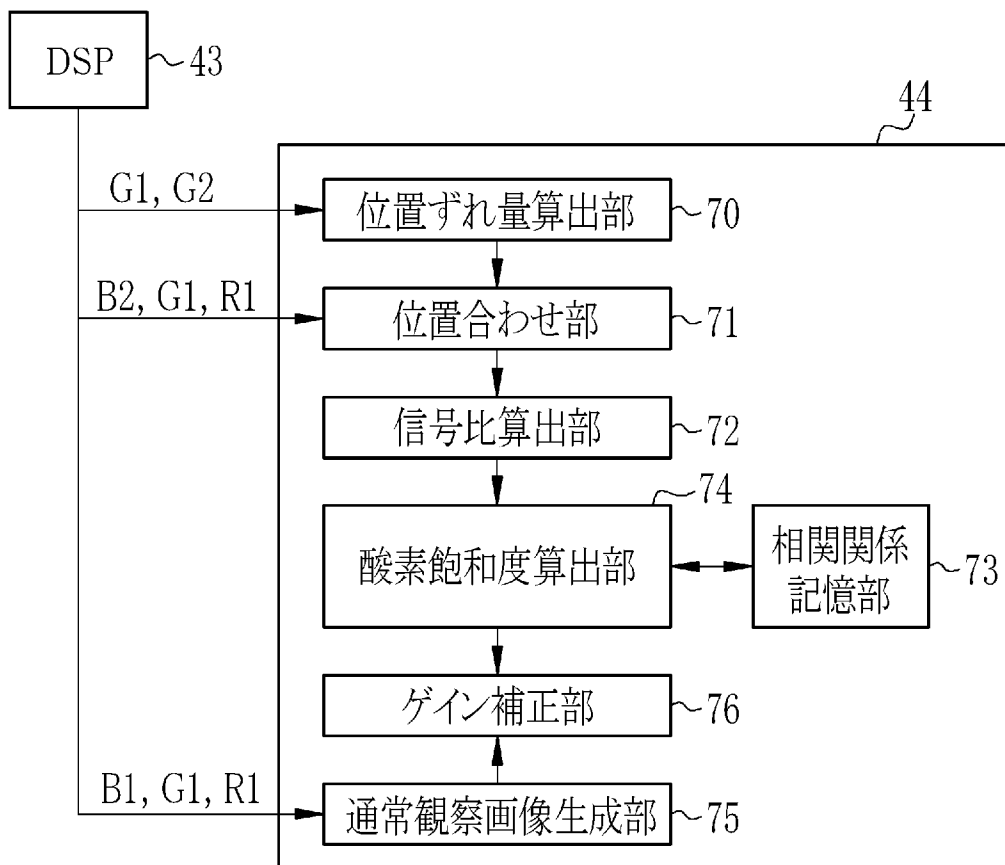 DSP
43
44
G1, G2
位置ずれ量算出部
70
B2, G1, R1
位置合わせ部
71
信号比算出部
72
74
酸素飽和度算出部
相関関係
記憶部
73
ゲイン補正部
76
B1, G1, R1
通常観察画像生成部
75